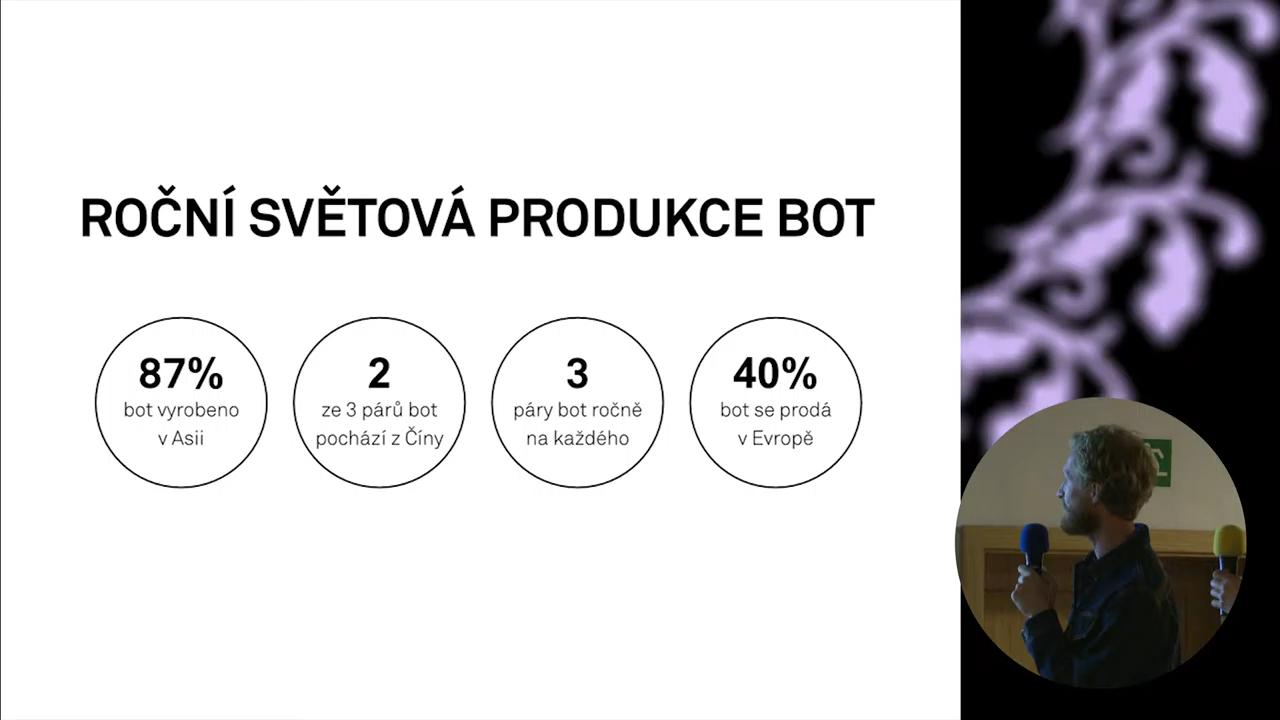 ROČNÍ SVĚTOVÁ PRODUKCE BOT
87%
bot vyrobeno
v Asii
2
ze 3 párů bot
pochází z Číny
3
páry bot ročně
na každého
40%
bot se prodá
v Evropě